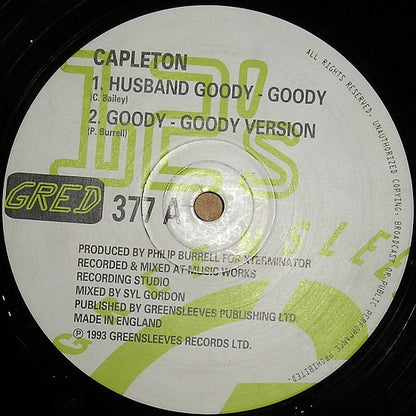 12's
CAPLETON
1. HUSBAND GOODY - GOODY
(C. Bailey)
2. GOODY - GOODY VERSION
(P. Burrell)
GRED 377 A
PRODUCED BY PHILIP BURRELL FOR XTERMINATOR
RECORDED & MIXED AT MUSIC WORKS
RECORDING STUDIO
MIXED BY SYL GORDON
PUBLISHED BY GREENSLEEVES PUBLISHING LTD.
MADE IN ENGLAND
℗ 1993 GREENSLEEVES RECORDS LTD.
ALL RIGHTS RESERVED. UNAUTHORIZED COPYING, BROADCAST OR PUBLIC PERFORMANCE PROHIBITED.